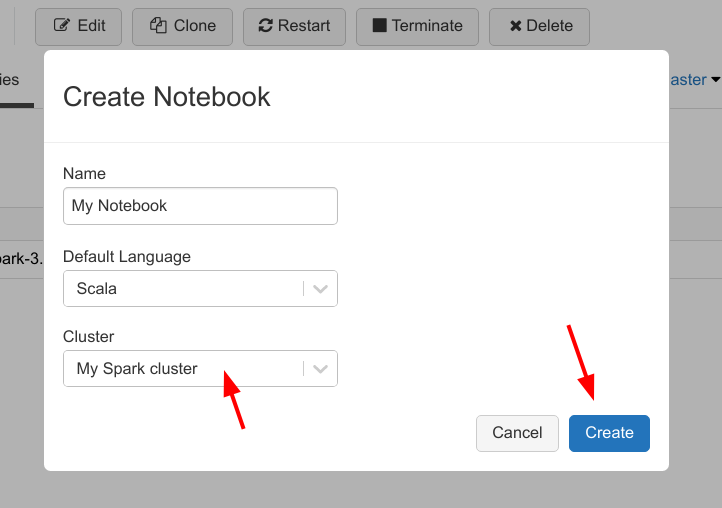 Edit Clone Restart Terminate Delete
ies
aster
Create Notebook
Name
My Notebook
Default Language
Scala
ark-3.
Cluster
My Spark cluster
Cancel Create